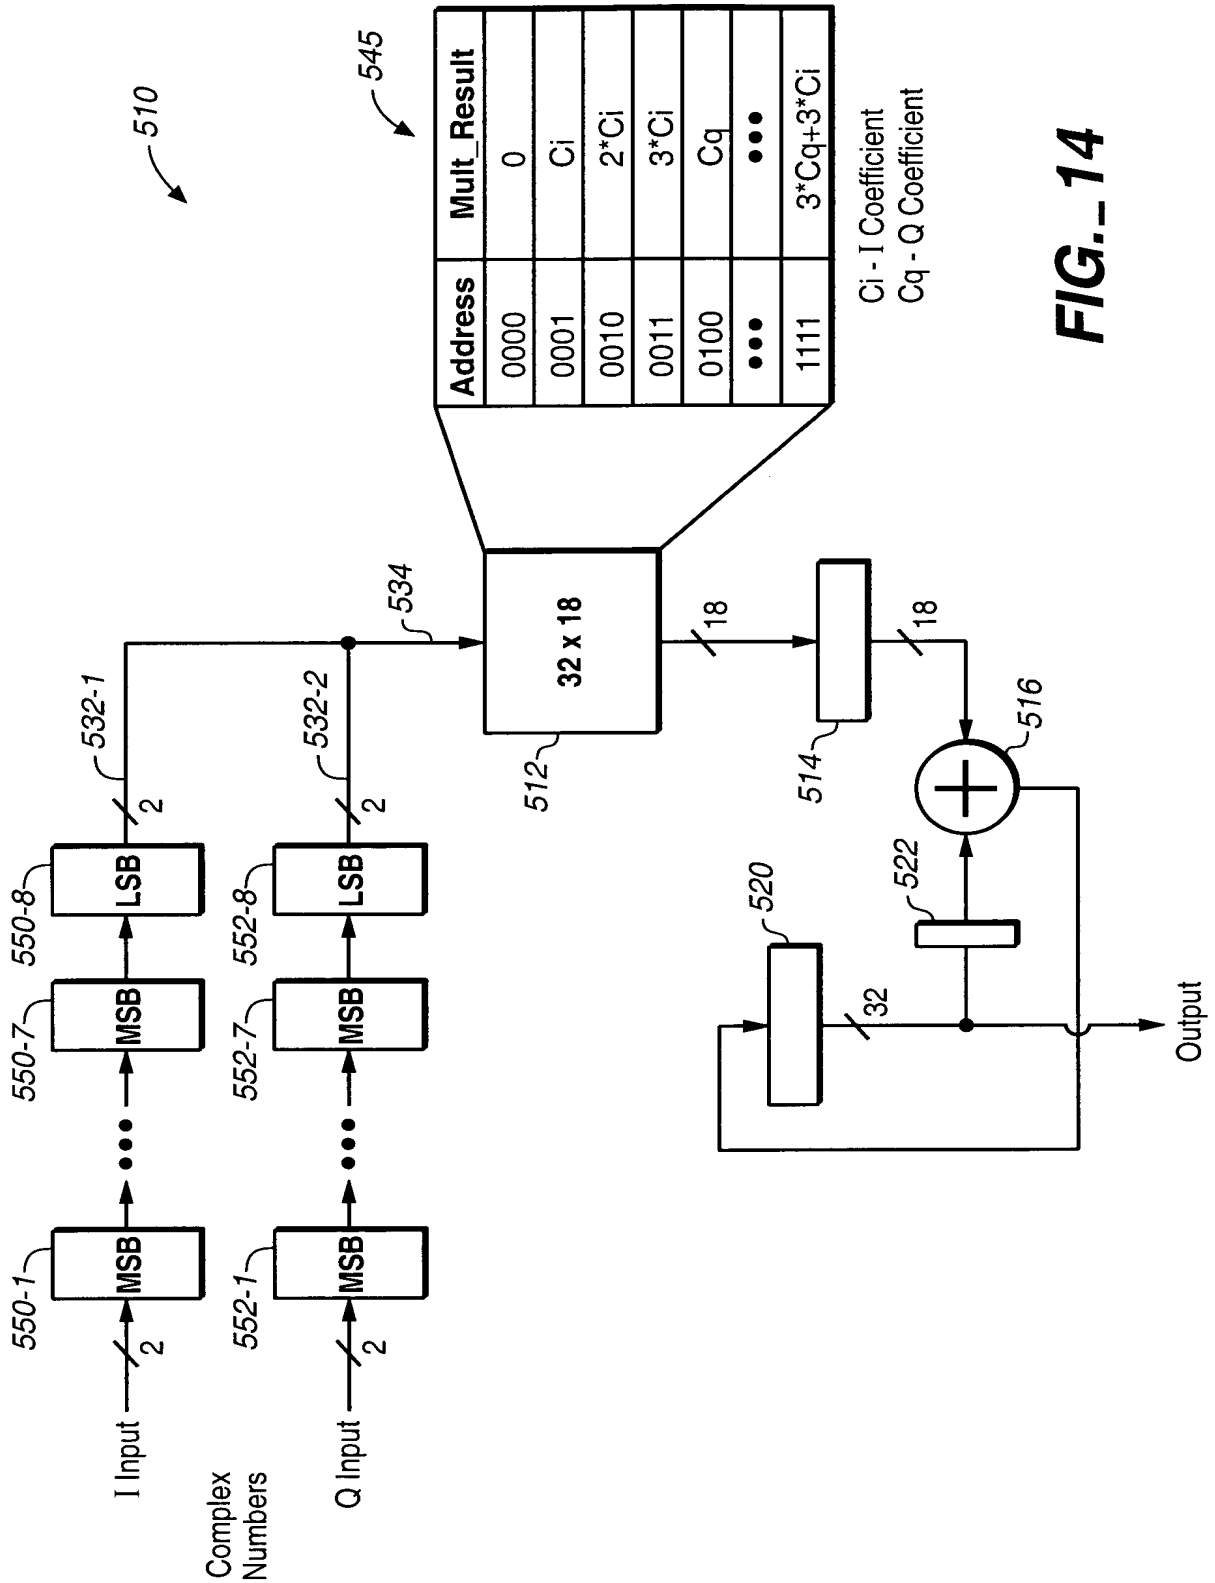 510
Complex
Numbers
I Input
2
550-1
MSB
•••
550-7
MSB
550-8
LSB
2
532-1
Q Input
2
552-1
MSB
•••
552-7
MSB
552-8
LSB
2
532-2
534
512
32 x 18
545
Address Mult_Result
0000 0
0001 Ci
0010 2*Ci
0011 3*Ci
0100 Cq
••• •••
1111 3*Cq+3*Ci
Ci - I Coefficient
Cq - Q Coefficient
18
514
18
516
520
32
522
Output
FIG._14